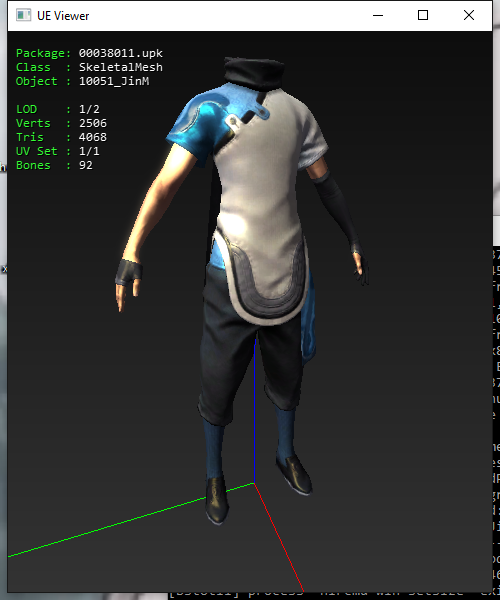 UE Viewer
Package: 00038011.upk
Class : SkeletalMesh
Object : 10051_JinM
LOD : 1/2
Verts : 2506
Tris : 4068
UV Set : 1/1
Bones : 92